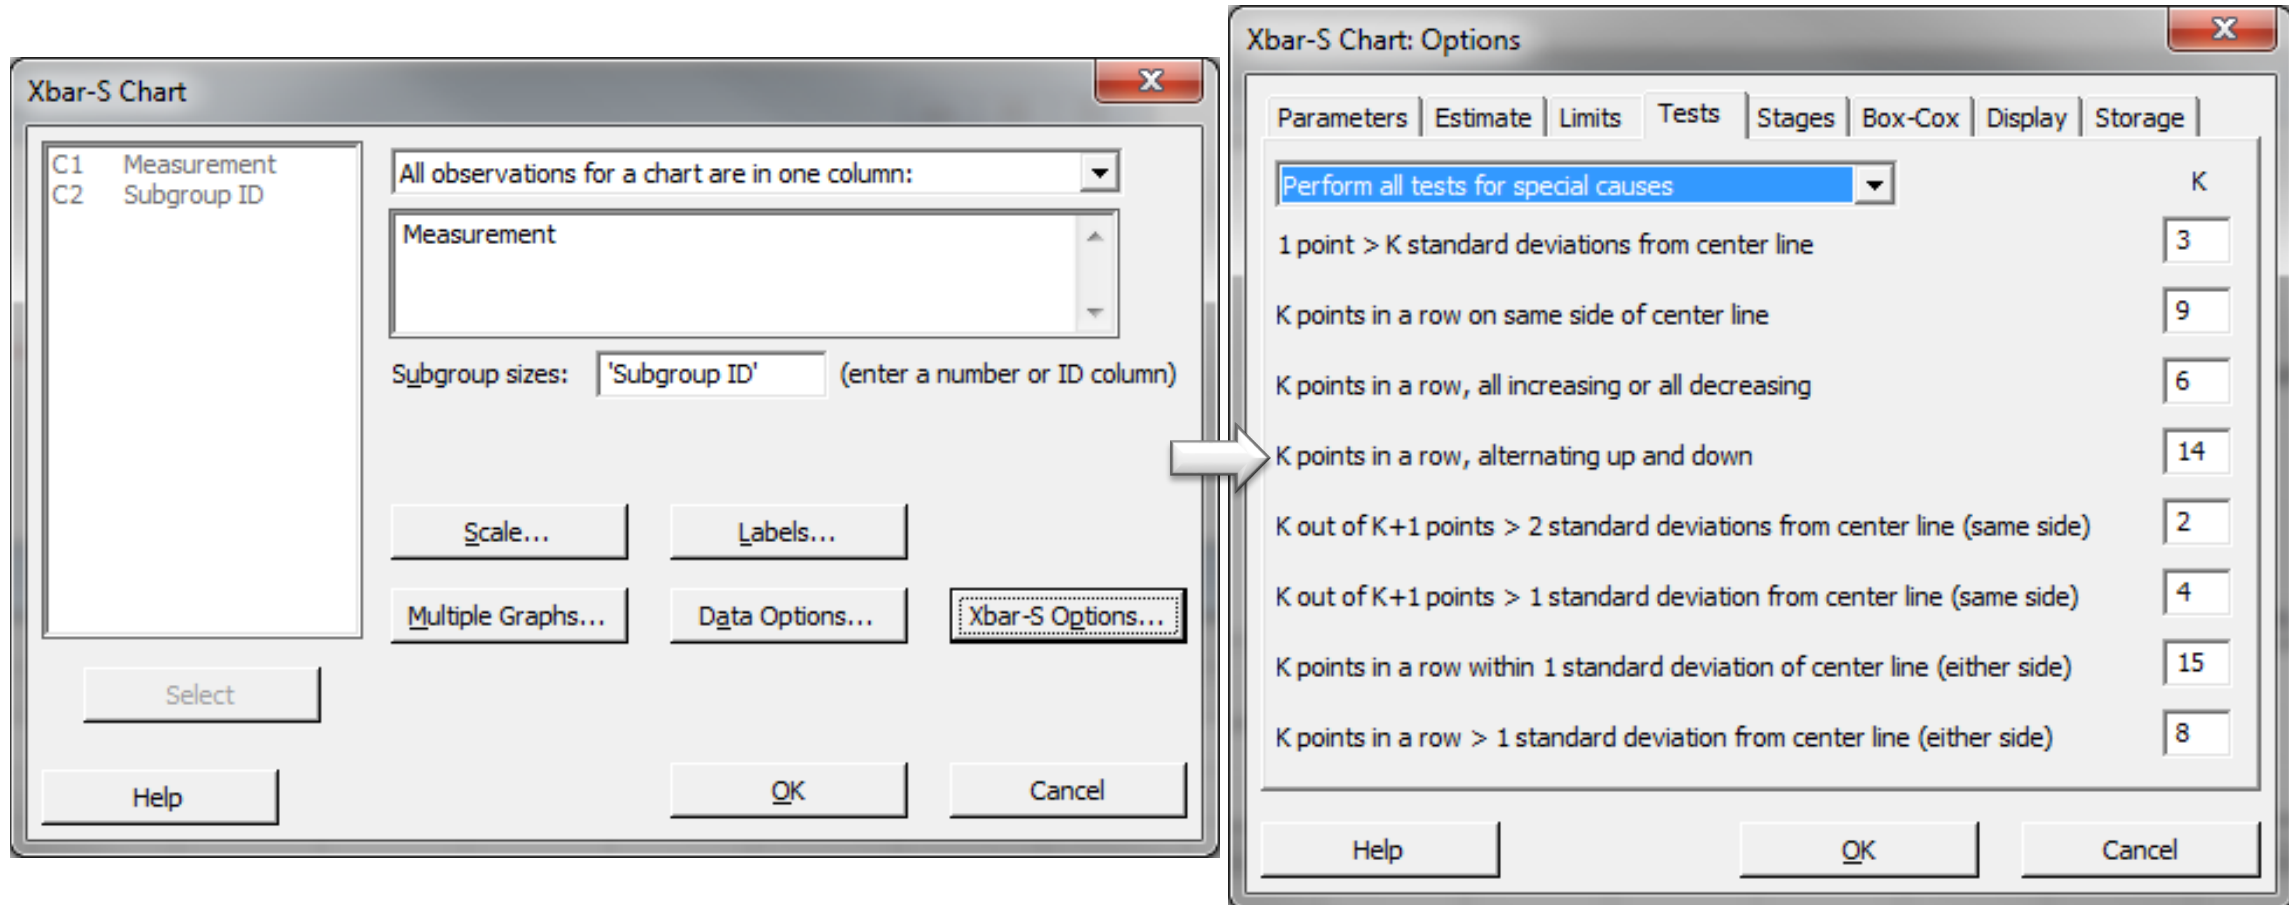 Xbar-S Chart
C1 Measurement
C2 Subgroup ID
All observations for a chart are in one column:
Measurement
Subgroup sizes: 'Subgroup ID' (enter a number or ID column)
Scale... Labels...
Multiple Graphs... Data Options... Xbar-S Options...
Select
Help OK Cancel
Xbar-S Chart: Options
Parameters Estimate Limits Tests Stages Box-Cox Display Storage
Perform all tests for special causes K
1 point > K standard deviations from center line 3
K points in a row on same side of center line 9
K points in a row, all increasing or all decreasing 6
K points in a row, alternating up and down 14
K out of K+1 points > 2 standard deviations from center line (same side) 2
K out of K+1 points > 1 standard deviation from center line (same side) 4
K points in a row within 1 standard deviation of center line (either side) 15
K points in a row > 1 standard deviation from center line (either side) 8
Help OK Cancel